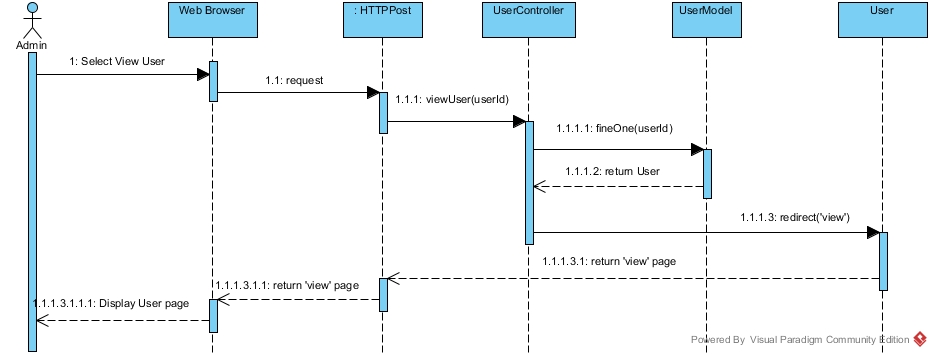 Web Browser
: HTTPPost
UserController
UserModel
User
Admin
1: Select View User
1.1: request
1.1.1: viewUser(userId)
1.1.1.1: fineOne(userId)
1.1.1.2: return User
1.1.1.3: redirect('view')
1.1.1.3.1: return 'view' page
1.1.1.3.1.1: return 'view' page
1.1.1.3.1.1.1: Display User page
Powered By Visual Paradigm Community Edition